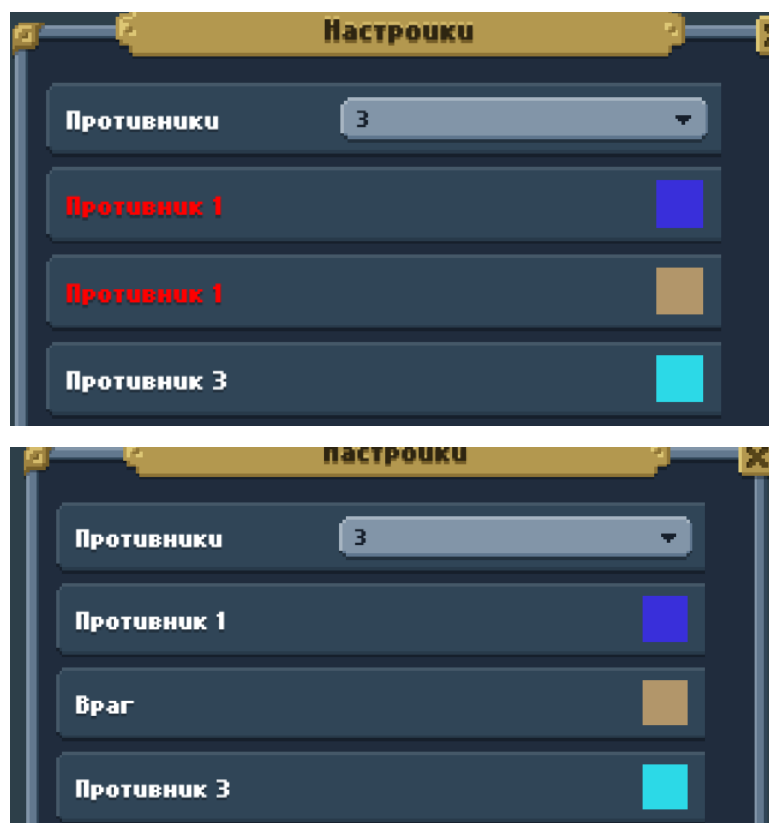 Настройки
Противники 3
Противник 1
Противник 1
Противник 3
Настройки
Противники 3
Противник 1
Враг
Противник 3